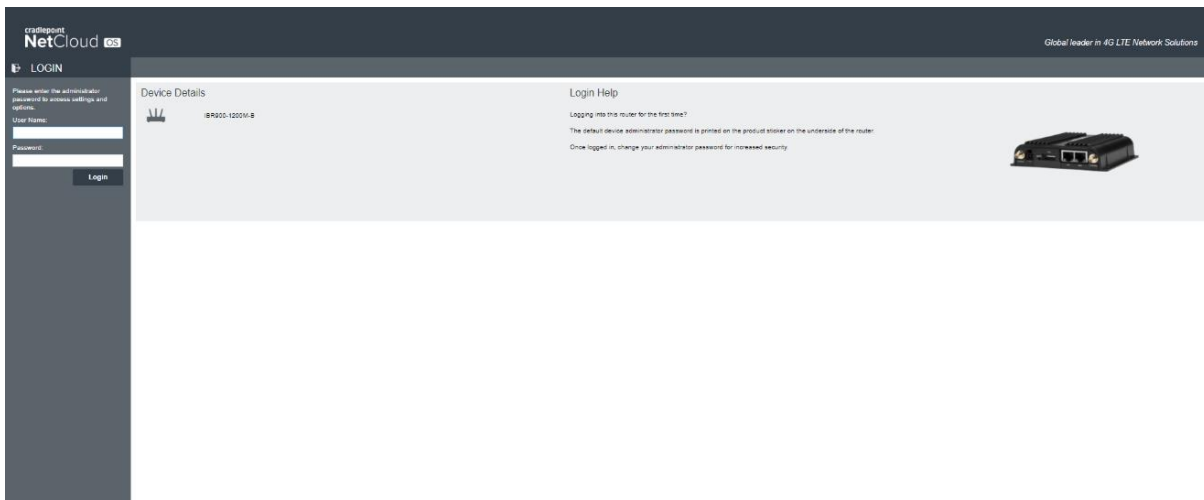 cradlepoint
NetCloud OS
Global leader in 4G LTE Network Solutions
LOGIN
Please enter the administrator
password to access settings and
options.
User Name:
Password:
Login
Device Details
IBR900-1200M-B
Login Help
Logging into this router for the first time?
The default device administrator password is printed on the product sticker on the underside of the router.
Once logged in, change your administrator password for increased security.